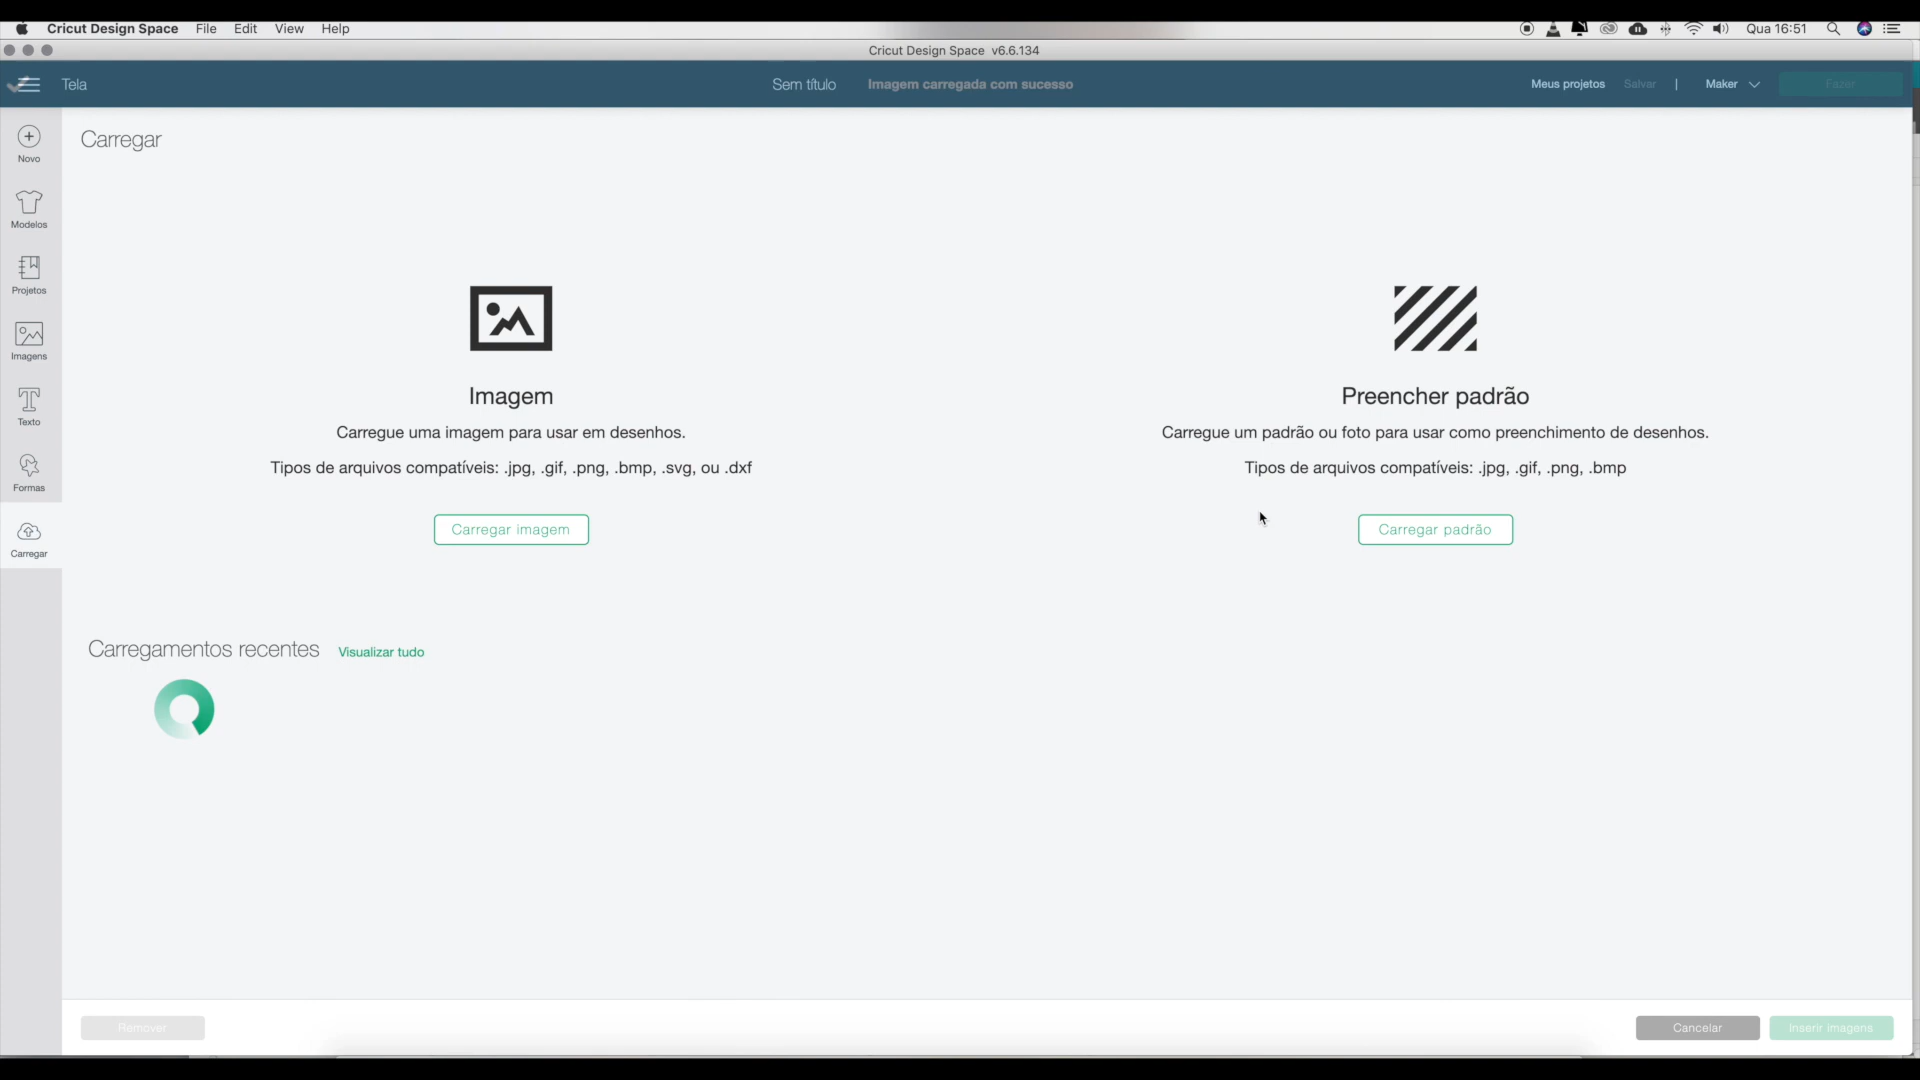 Cricut Design Space File Edit View Help Qua 16:51
Cricut Design Space v6.6.134
Tela Sem título Imagem carregada com sucesso Meus projetos Salvar | Maker Fazer
Carregar
Novo
Modelos
Projetos
Imagens
Texto
Formas
Carregar
Imagem
Carregue uma imagem para usar em desenhos.
Tipos de arquivos compatíveis: .jpg, .gif, .png, .bmp, .svg, ou .dxf
Carregar imagem
Preencher padrão
Carregue um padrão ou foto para usar como preenchimento de desenhos.
Tipos de arquivos compatíveis: .jpg, .gif, .png, .bmp
Carregar padrão
Carregamentos recentes Visualizar tudo
Remover Cancelar Inserir imagens